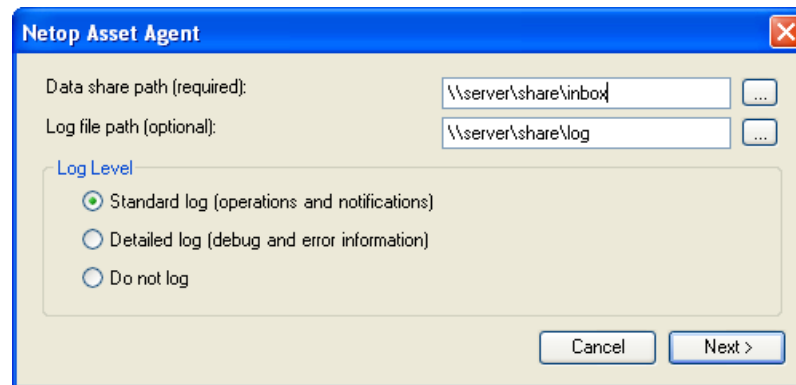 Netop Asset Agent
Data share path (required): \\server\share\inbox ...
Log file path (optional): \\server\share\log ...
Log Level
Standard log (operations and notifications)
Detailed log (debug and error information)
Do not log
Cancel Next >